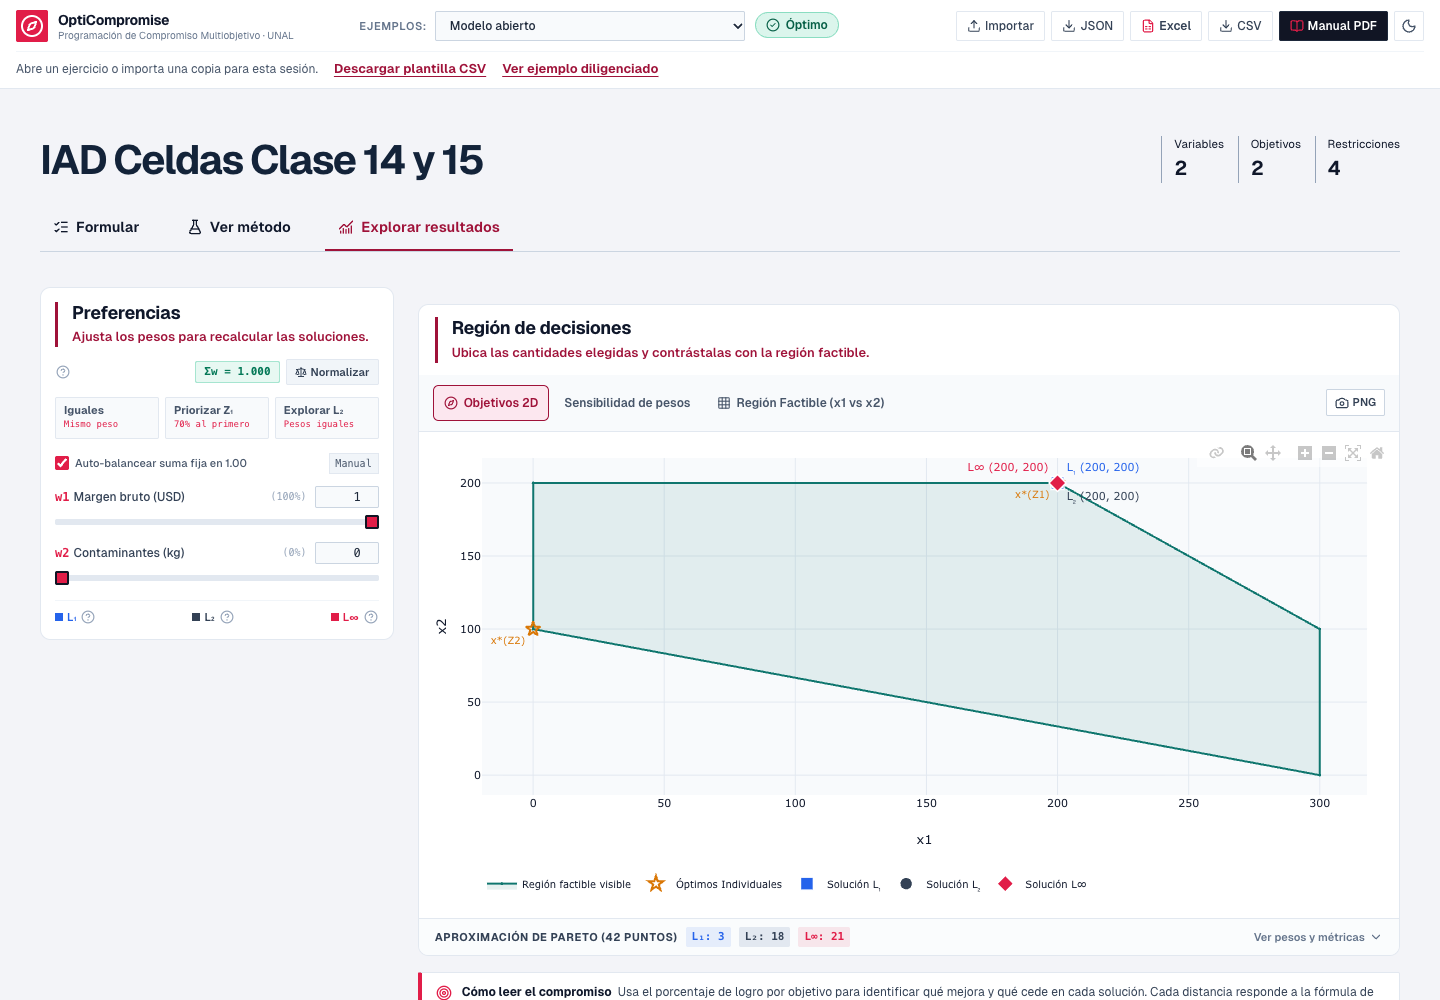 OptiCompromise
Programación de Compromiso Multiobjetivo · UNAL
EJEMPLOS:
Modelo abierto
Óptimo
Importar
JSON
Excel
CSV
Manual PDF
Abre un ejercicio o importa una copia para esta sesión.
Descargar plantilla CSV
Ver ejemplo diligenciado
IAD Celdas Clase 14 y 15
Variables
2
Objetivos
2
Restricciones
4
Formular
Ver método
Explorar resultados
Preferencias
Ajusta los pesos para recalcular las soluciones.
Σw = 1.000
Normalizar
Iguales
Mismo peso
Priorizar Z₁
70% al primero
Explorar L₂
Pesos iguales
Auto-balancear suma fija en 1.00
Manual
w1 Margen bruto (USD)
(100%)
1
w2 Contaminantes (kg)
(0%)
0
L₁
L₂
L∞
Región de decisiones
Ubica las cantidades elegidas y contrástalas con la región factible.
Objetivos 2D
Sensibilidad de pesos
Región Factible (x1 vs x2)
PNG
L∞ (200, 200)
L₁ (200, 200)
x*(Z1)
L₂ (200, 200)
x*(Z2)
200
150
100
50
0
x2
0
50
100
150
200
250
300
x1
Región factible visible
Óptimos Individuales
Solución L₁
Solución L₂
Solución L∞
APROXIMACIÓN DE PARETO (42 PUNTOS)
L₁: 3
L₂: 18
L∞: 21
Ver pesos y métricas
Cómo leer el compromiso Usa el porcentaje de logro por objetivo para identificar qué mejora y qué cede en cada solución. Cada distancia responde a la fórmula de